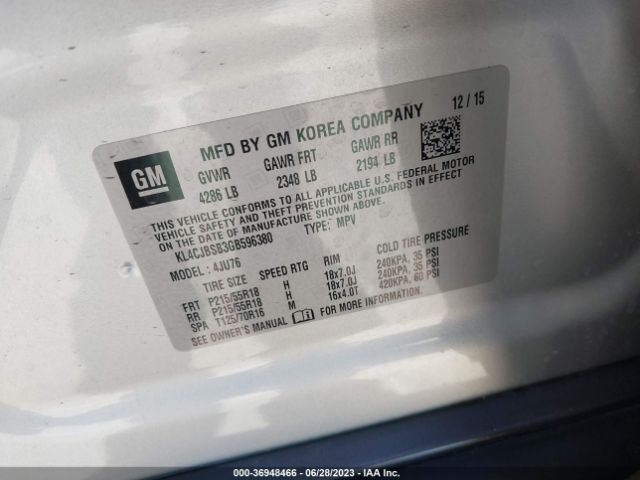 MFD BY GM KOREA COMPANY 12/15
GM
GVWR GAWR FRT GAWR RR
4286 LB 2348 LB 2194 LB
THIS VEHICLE CONFORMS TO ALL APPLICABLE U.S. FEDERAL MOTOR
VEHICLE SAFETY AND THEFT PREVENTION STANDARDS IN EFFECT
ON THE DATE OF MANUFACTURE SHOWN ABOVE.
KL4CJBSB3GB596380 TYPE: MPV
MODEL: 4JU76
TIRE SIZE SPEED RTG RIM COLD TIRE PRESSURE
FRT P215/55R18 H 18x7.0J 240KPA, 35 PSI
RR P215/55R18 H 18x7.0J 240KPA, 35 PSI
SPA T125/70R16 M 16x4.0T 420KPA, 60 PSI
SEE OWNER'S MANUAL FOR MORE INFORMATION.
000-36948466 - 06/28/2023 - IAA Inc.